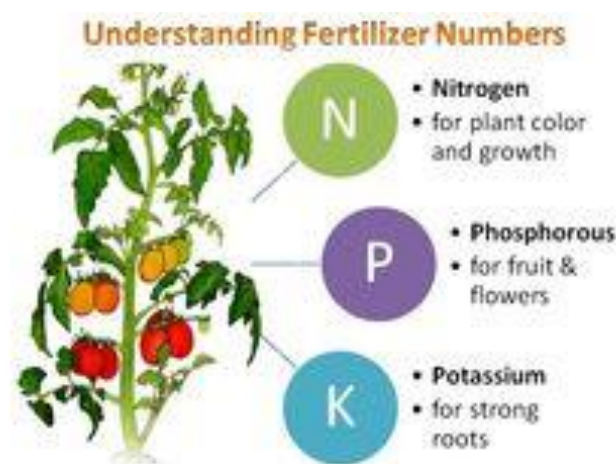 Understanding Fertilizer Numbers
N
• Nitrogen
• for plant color
and growth
P
• Phosphorous
• for fruit &
flowers
K
• Potassium
• for strong
roots